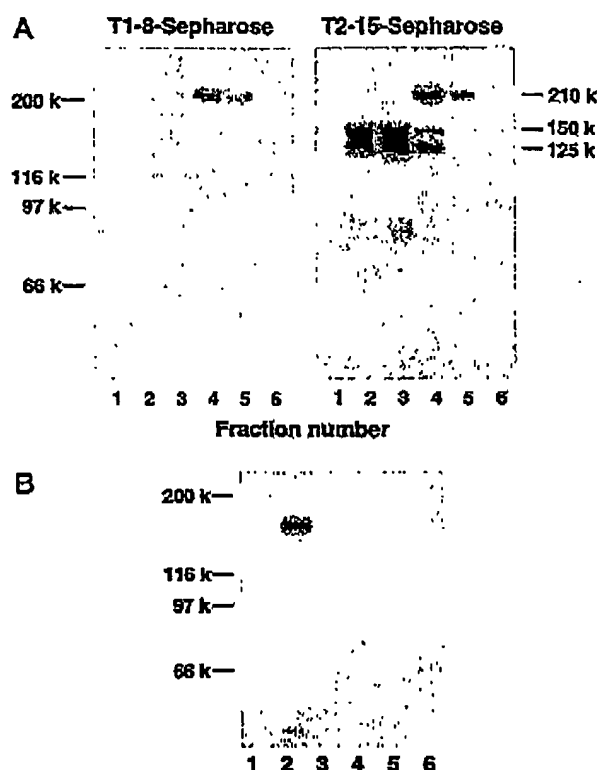 A
T1-8-Sepharose T2-15-Sepharose
200 k 210 k
150 k
125 k
116 k
97 k
66 k
1 2 3 4 5 6 1 2 3 4 5 6
Fraction number
B
200 k
116 k
97 k
66 k
1 2 3 4 5 6